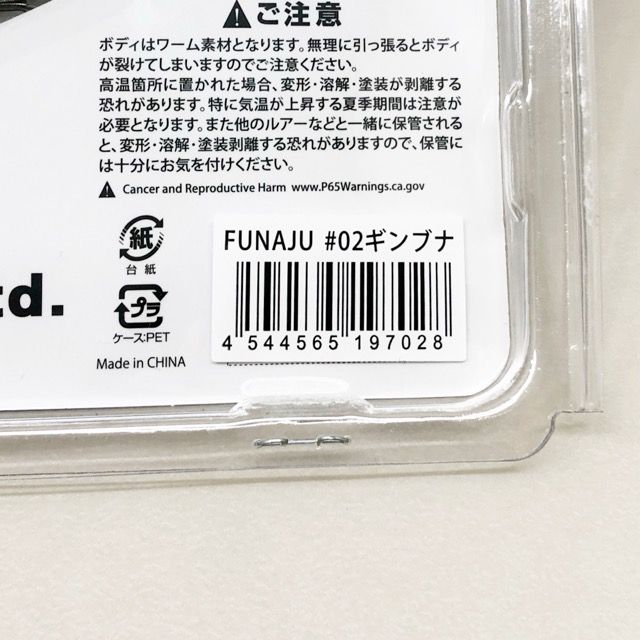 ⚠ご注意
ボディはワーム素材となります。無理に引っ張るとボディ
が裂けてしまいますのでご注意ください。
高温箇所に置かれた場合、変形・溶解・塗装が剥離する
恐れがあります。特に気温が上昇する夏季期間は注意が
必要となります。また他のルアーなどと一緒に保管される
と、変形・溶解・塗装剥離する恐れがありますので、保管に
は十分にお気を付けください。
⚠ Cancer and Reproductive Harm www.P65Warnings.ca.gov
紙
台紙
td.
プラ
ケース:PET
Made in CHINA
FUNAJU #02ギンブナ
4 544565 197028